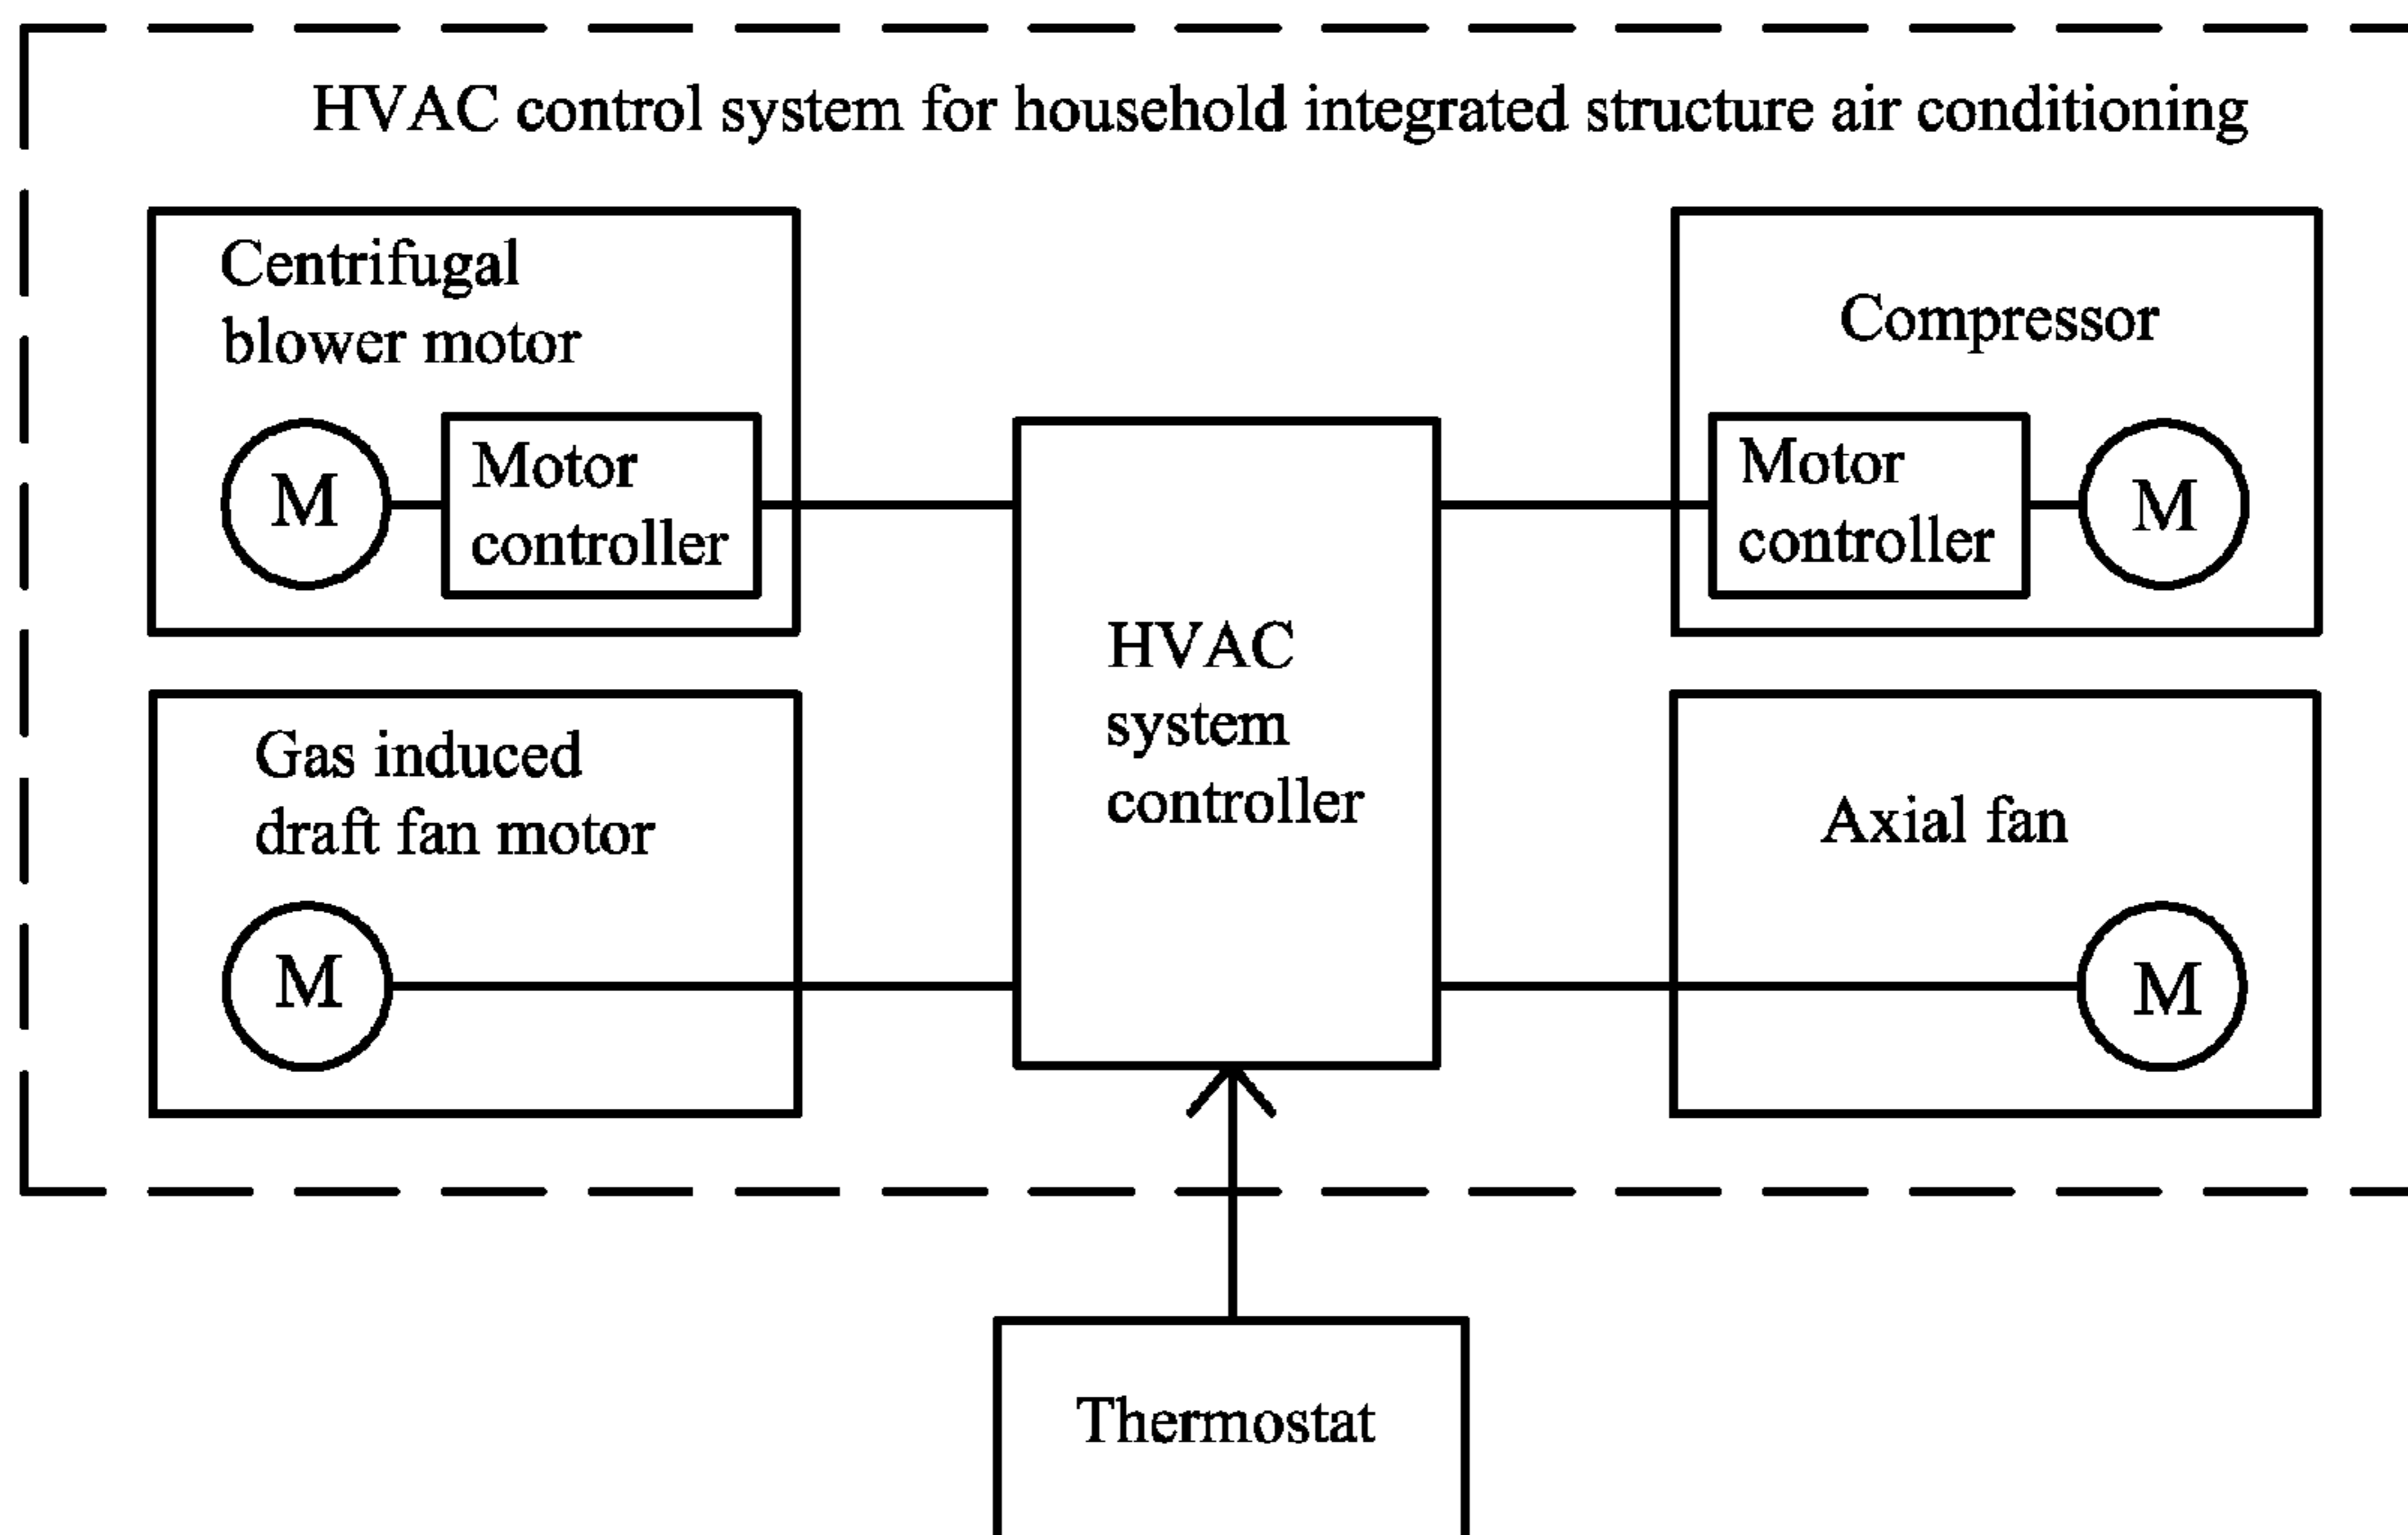 HVAC control system for household integrated structure air conditioning
Centrifugal
blower motor
M
Motor
controller
Compressor
Motor
controller
M
HVAC
system
controller
Gas induced
draft fan motor
M
Axial fan
M
Thermostat